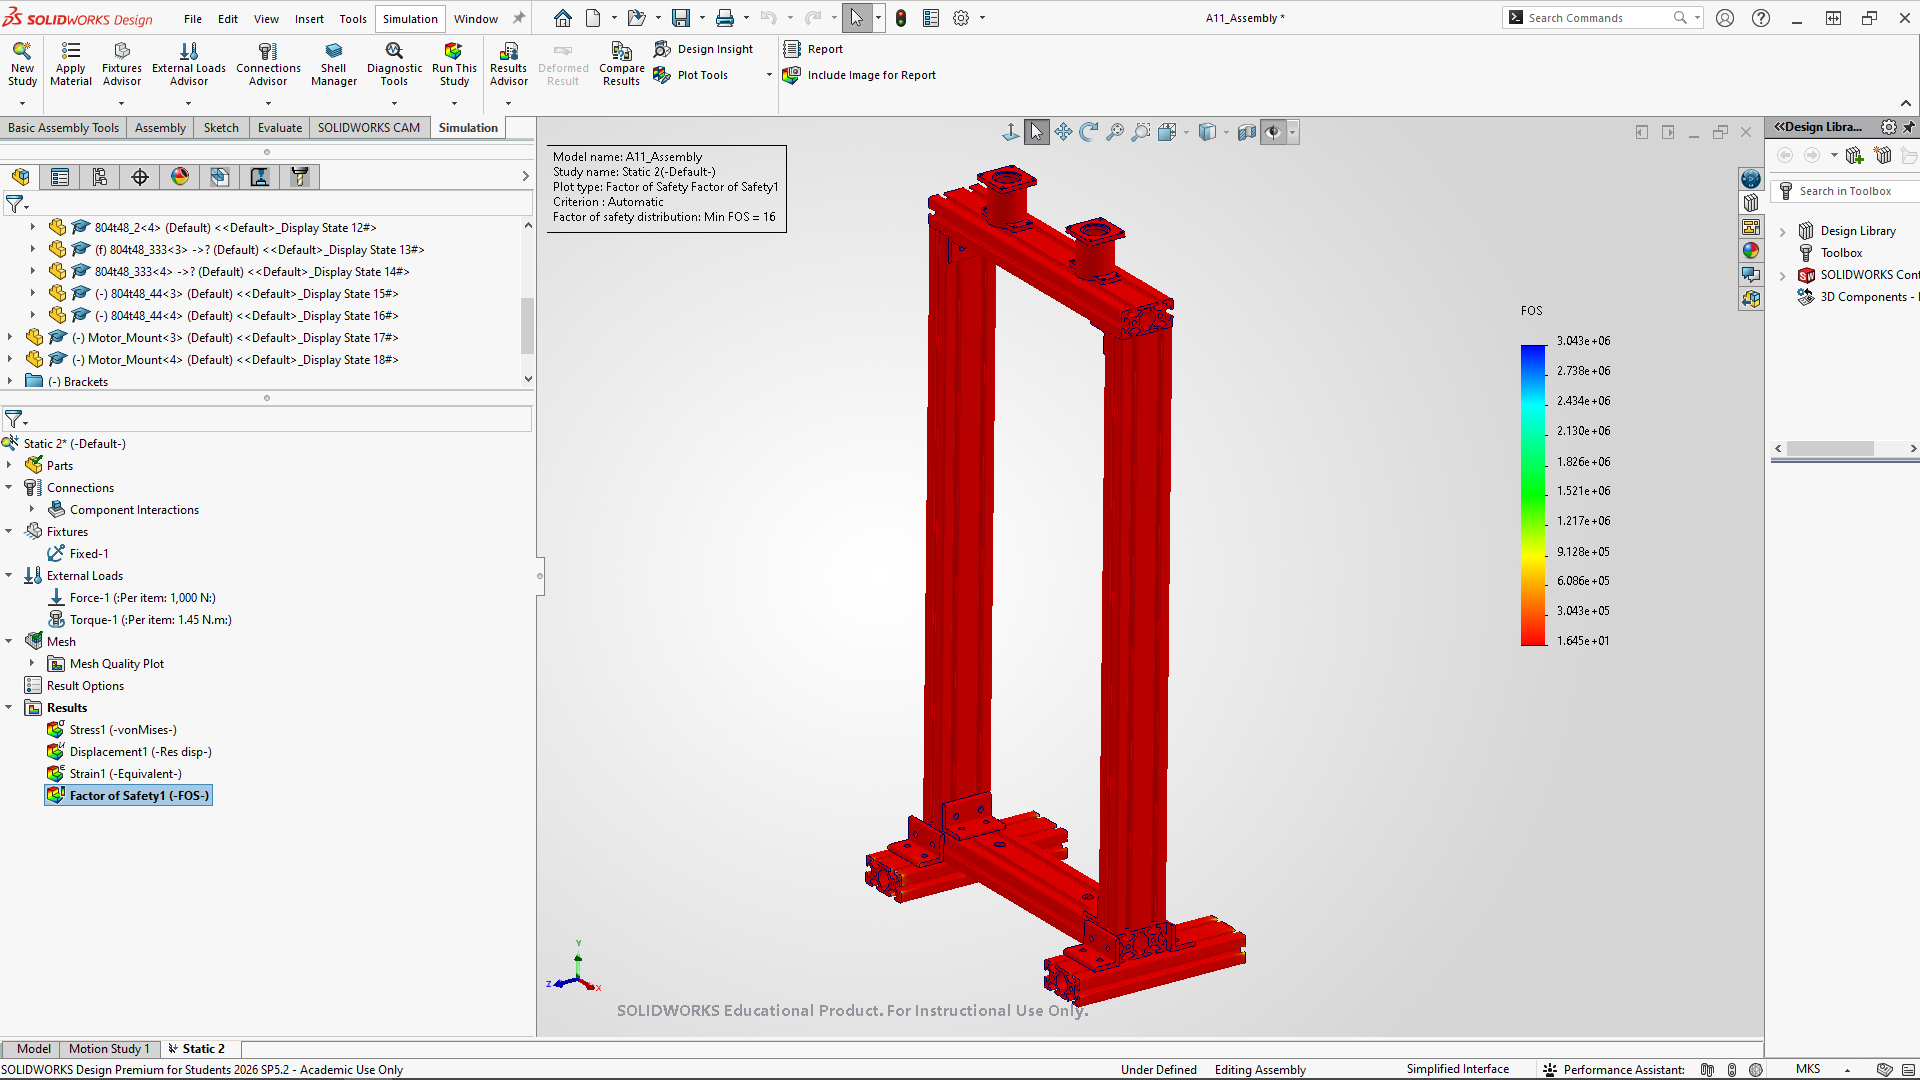 SOLIDWORKS Design
File Edit View Insert Tools Simulation Window
A11_Assembly *
Search Commands
New Study
Apply Material
Fixtures Advisor
External Loads Advisor
Connections Advisor
Shell Manager
Diagnostic Tools
Run This Study
Results Advisor
Deformed Result
Compare Results
Design Insight
Plot Tools
Report
Include Image for Report
Basic Assembly Tools Assembly Sketch Evaluate SOLIDWORKS CAM Simulation
804t48_2<4> (Default) <<Default>_Display State 12#>
(f) 804t48_333<3> ->? (Default) <<Default>_Display State 13#>
804t48_333<4> ->? (Default) <<Default>_Display State 14#>
(-) 804t48_44<3> (Default) <<Default>_Display State 15#>
(-) 804t48_44<4> (Default) <<Default>_Display State 16#>
(-) Motor_Mount<3> (Default) <<Default>_Display State 17#>
(-) Motor_Mount<4> (Default) <<Default>_Display State 18#>
(-) Brackets
Static 2* (-Default-)
Parts
Connections
Component Interactions
Fixtures
Fixed-1
External Loads
Force-1 (:Per item: 1,000 N:)
Torque-1 (:Per item: 1.45 N.m:)
Mesh
Mesh Quality Plot
Result Options
Results
Stress1 (-vonMises-)
Displacement1 (-Res disp-)
Strain1 (-Equivalent-)
Factor of Safety1 (-FOS-)
Model name: A11_Assembly
Study name: Static 2(-Default-)
Plot type: Factor of Safety Factor of Safety1
Criterion : Automatic
Factor of safety distribution: Min FOS = 16
FOS
3.043e+06
2.738e+06
2.434e+06
2.130e+06
1.826e+06
1.521e+06
1.217e+06
9.128e+05
6.086e+05
3.043e+05
1.645e+01
Y
Z
X
SOLIDWORKS Educational Product. For Instructional Use Only.
«Design Libra...
Search in Toolbox
Design Library
Toolbox
SOLIDWORKS Cont
3D Components -
Model Motion Study 1 Static 2
SOLIDWORKS Design Premium for Students 2026 SP5.2 - Academic Use Only
Under Defined Editing Assembly Simplified Interface Performance Assistant: MKS